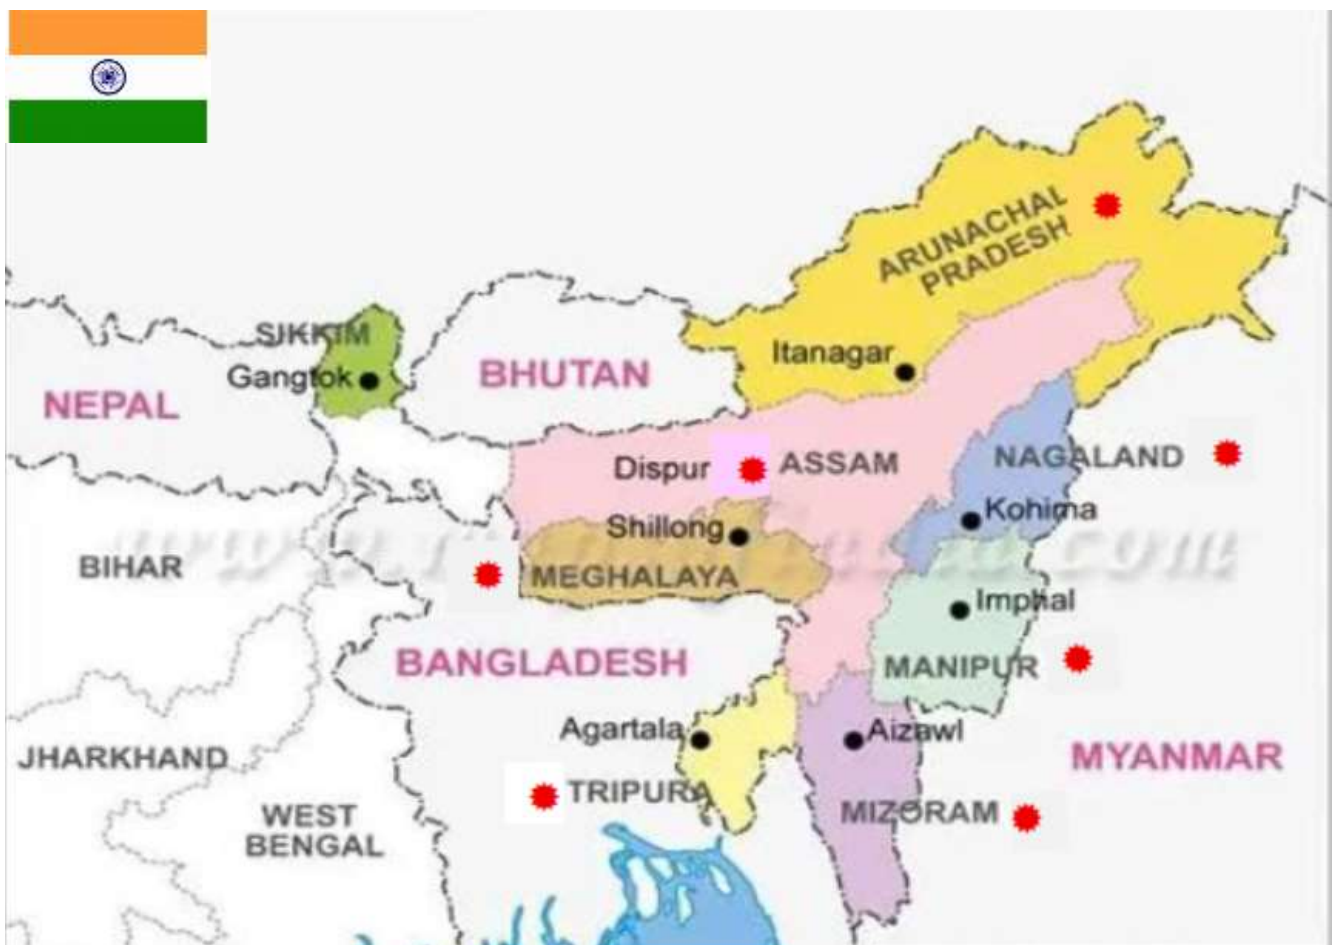 ARUNACHAL
PRADESH
SIKKIM
Itanagar
Gangtok
BHUTAN
NEPAL
Dispur
ASSAM
NAGALAND
Kohima
Shillong
BIHAR
MEGHALAYA
Imphal
BANGLADESH
MANIPUR
Agartala
Aizawl
JHARKHAND
MYANMAR
TRIPURA
MIZORAM
WEST
BENGAL